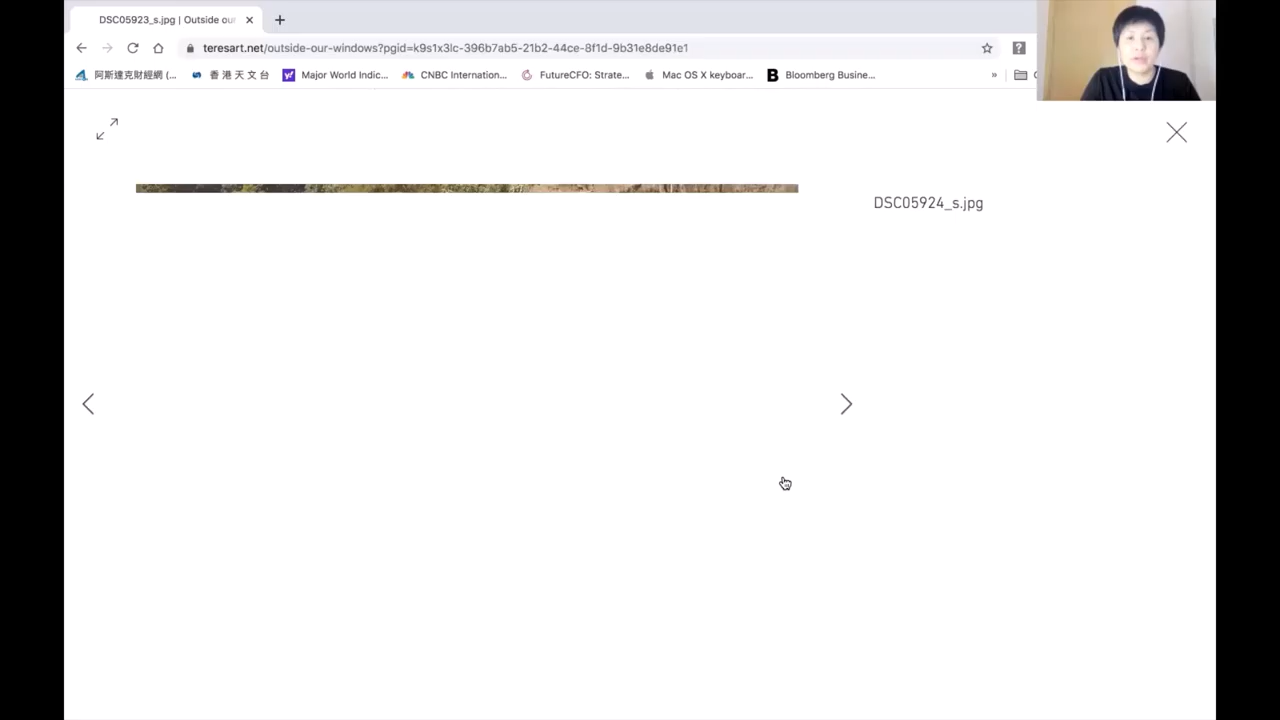 DSC05923_s.jpg | Outside ou
teresart.net/outside-our-windows?pgid=k9s1x3lc-396b7ab5-21b2-44ce-8f1d-9b31e8de91e1
阿斯達克財經網 (... 香 港 天 文 台 Major World Indic... CNBC Internation... FutureCFO: Strate... Mac OS X keyboar... B Bloomberg Busine... »
DSC05924_s.jpg